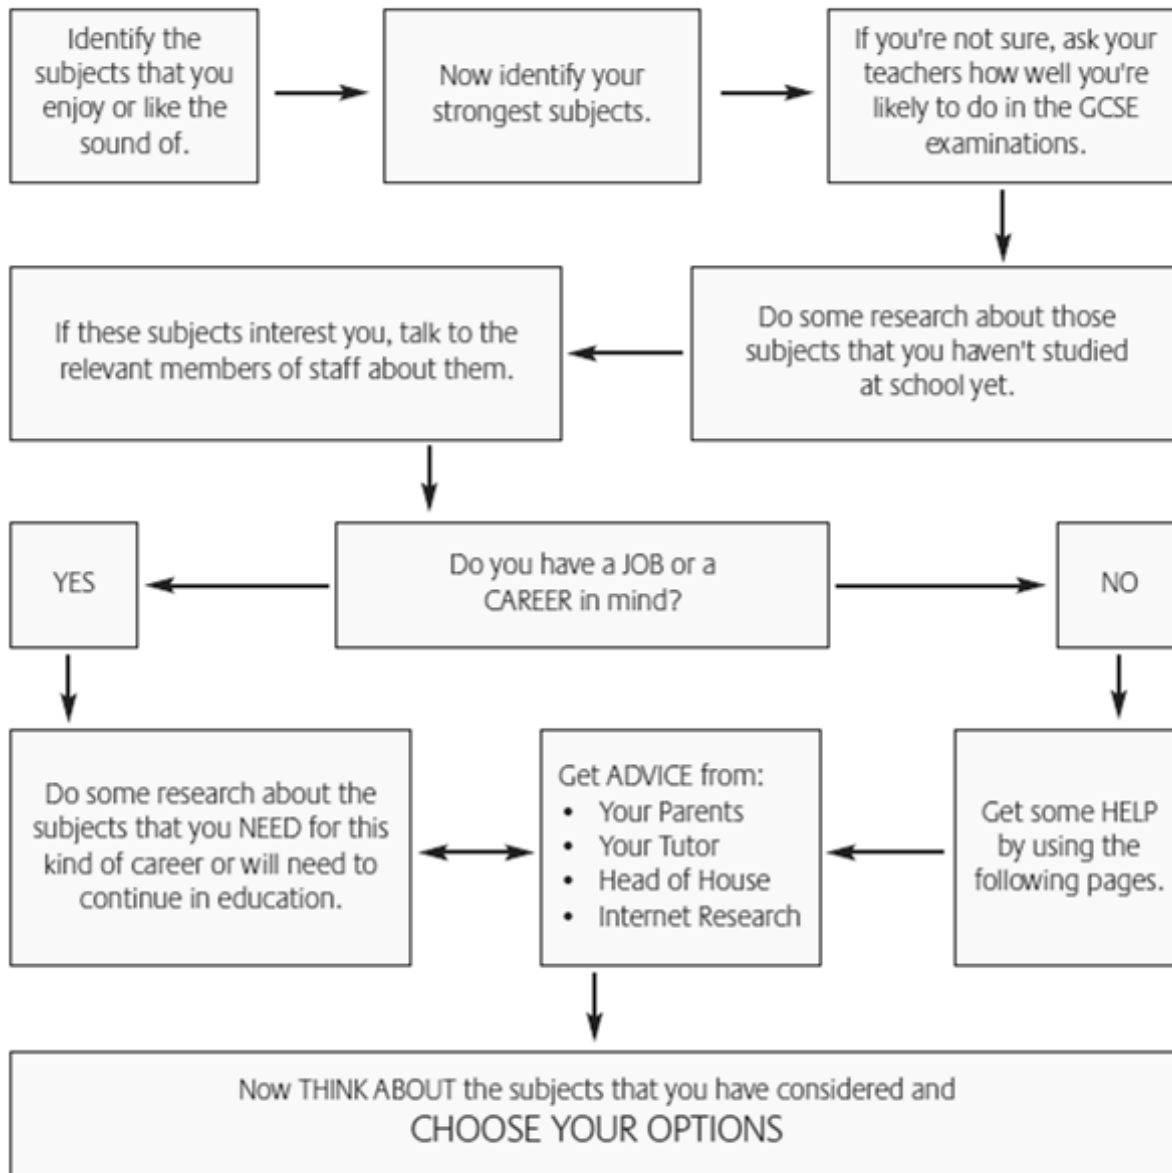 Identify the
subjects that you
enjoy or like the
sound of.
Now identify your
strongest subjects.
If you're not sure, ask your
teachers how well you're
likely to do in the GCSE
examinations.
Do some research about those
subjects that you haven't studied
at school yet.
If these subjects interest you, talk to the
relevant members of staff about them.
Do you have a JOB or a
CAREER in mind?
YES
NO
Do some research about the
subjects that you NEED for this
kind of career or will need to
continue in education.
Get ADVICE from:
• Your Parents
• Your Tutor
• Head of House
• Internet Research
Get some HELP
by using the
following pages.
Now THINK ABOUT the subjects that you have considered and
CHOOSE YOUR OPTIONS